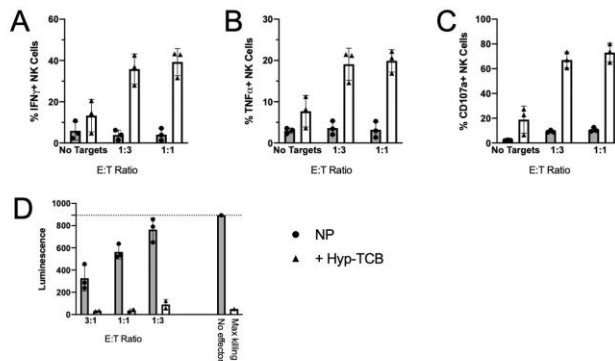 A
% IFNγ+ NK Cells
60
40
20
0
No Targets 1:3 1:1
E:T Ratio
B
% TNFα+ NK Cells
30
20
10
0
No Targets 1:3 1:1
E:T Ratio
C
% CD107a+ NK Cells
100
80
60
40
20
0
No Targets 1:3 1:1
E:T Ratio
D
Luminescence
1000
800
600
400
200
0
3:1 1:1 1:3
E:T Ratio
No effector
Max killing
NP
+ Hyp-TCB